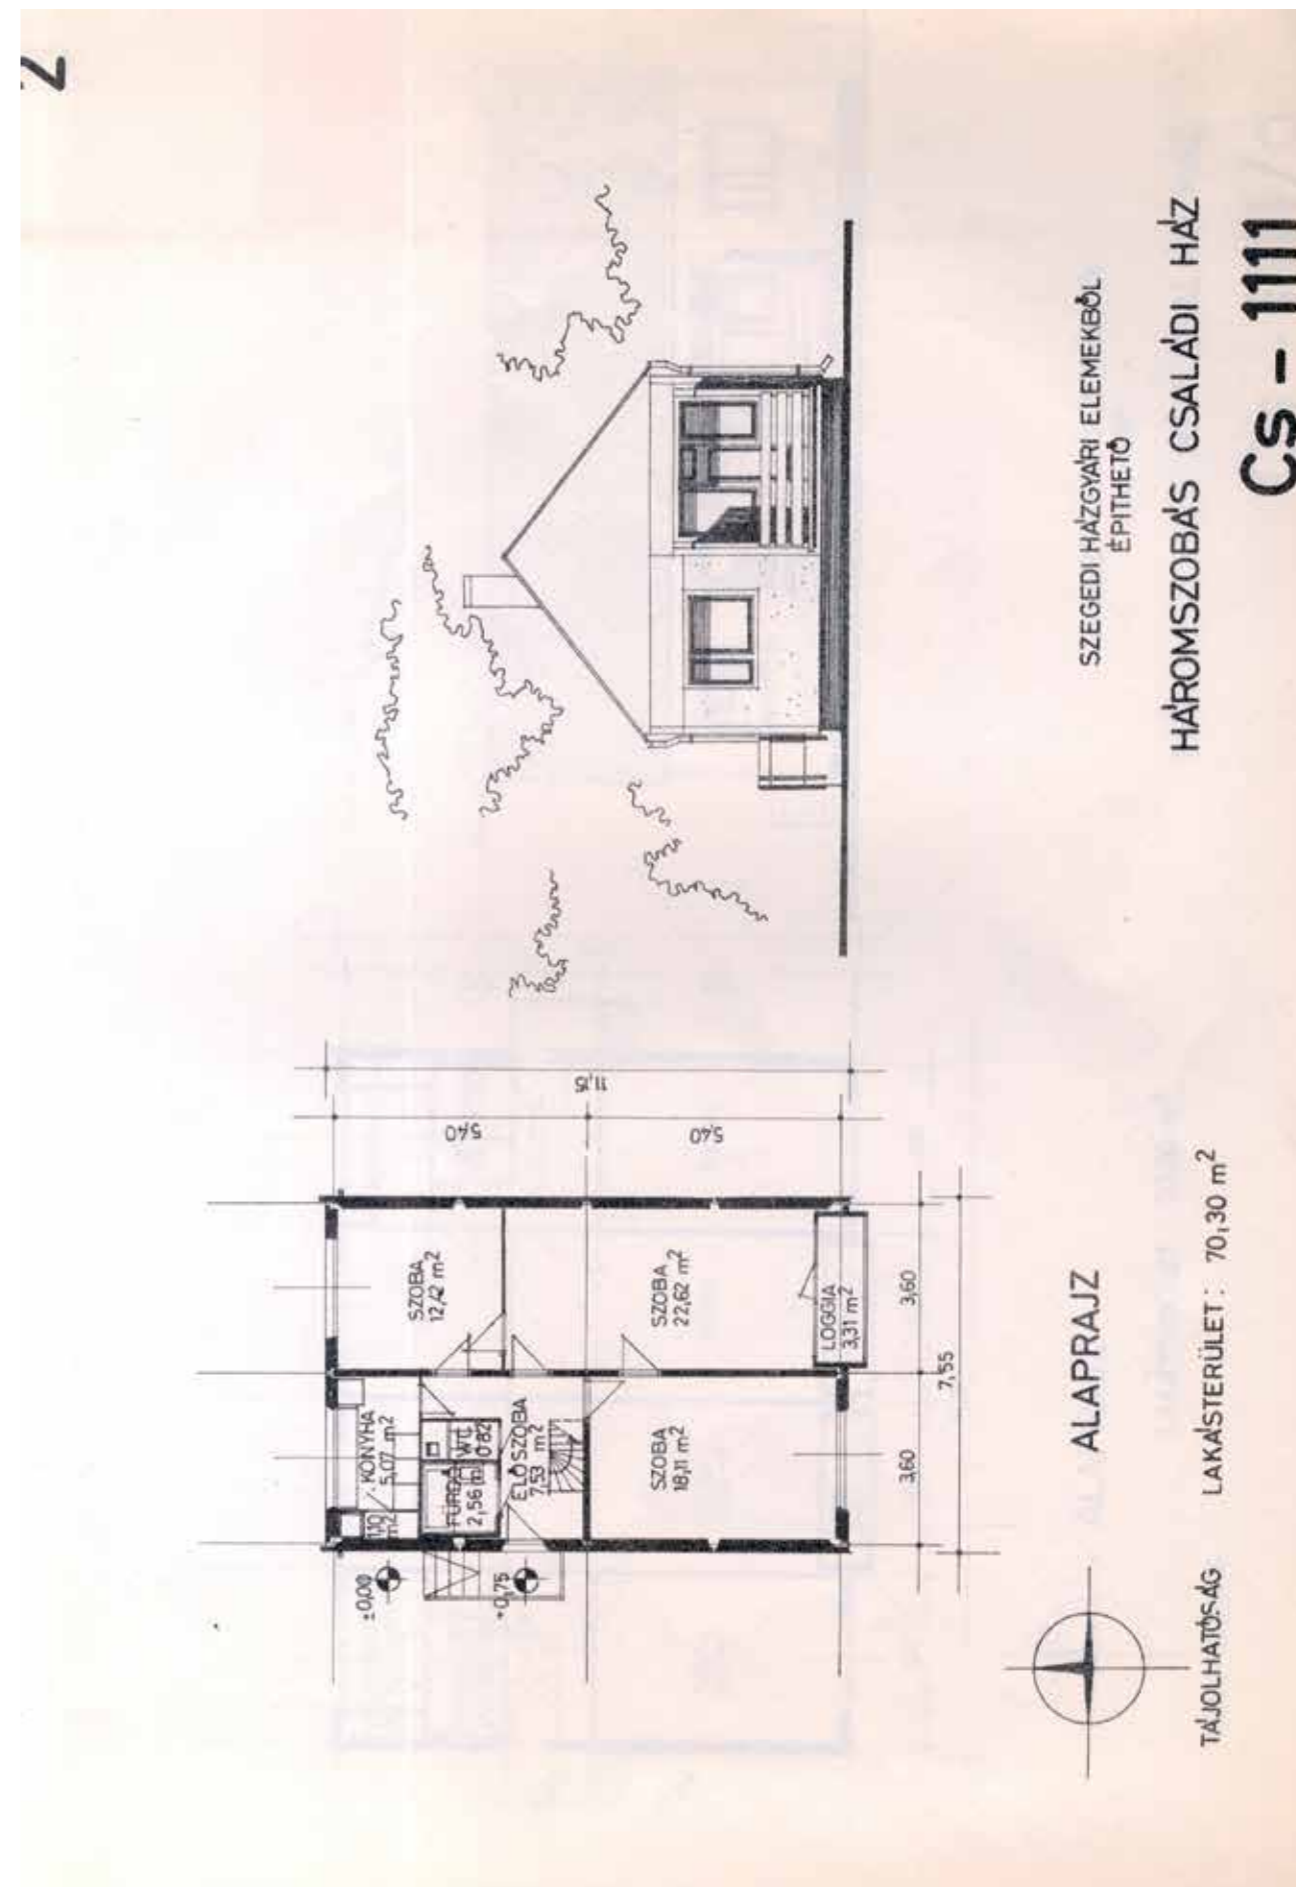 2
SZEGEDI HÁZGYÁRI ELEMEKBŐL
ÉPITHETŐ
HÁROMSZOBÁS CSALÁDI HÁZ
Cs - 1111
±0,00
+0,75
1,10
m2
KONYHA
5,07 m2
FÜRDŐ
2,56 m
WC
0,82
ELŐSZOBA
7,53 m2
SZOBA
12,42 m2
SZOBA
22,62 m2
SZOBA
18,11 m2
LOGGIA
3,31 m2
5,40
5,40
11,15
3,60
3,60
7,55
ALAPRAJZ
TÁJOLHATÓSÁG
LAKÁSTERÜLET: 70,30 m2